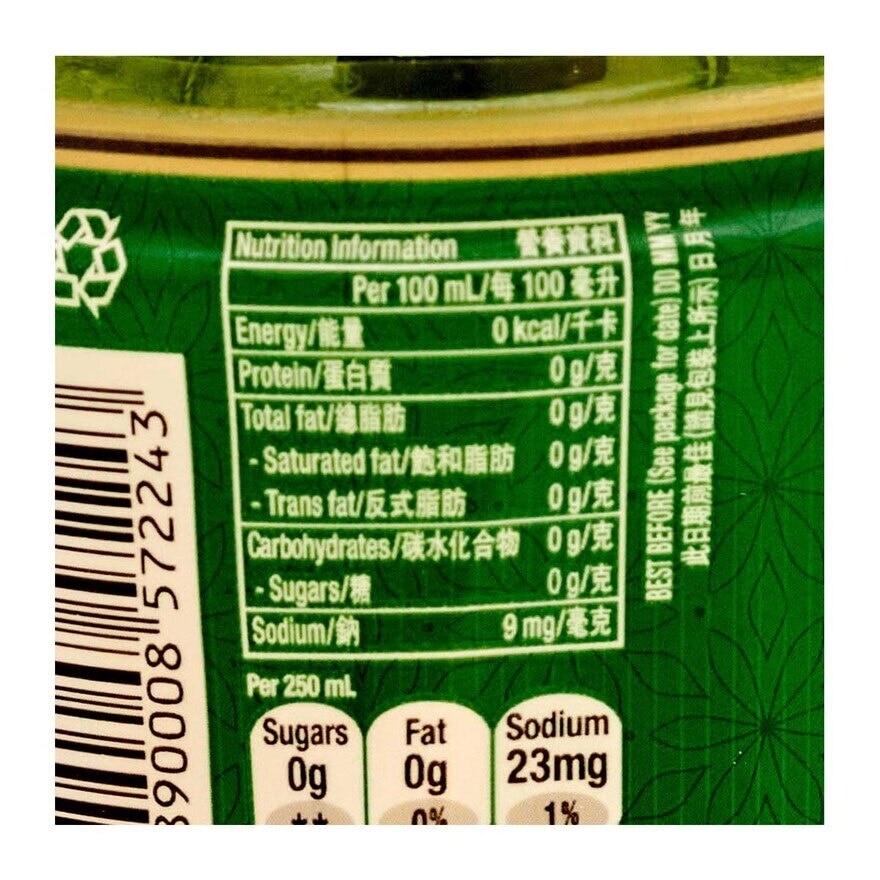 Nutrition Information 營養資料
Per 100 mL/每 100 毫升
Energy/能量 0 kcal/千卡
Protein/蛋白質 0 g/克
Total fat/總脂肪 0 g/克
- Saturated fat/飽和脂肪 0 g/克
- Trans fat/反式脂肪 0 g/克
Carbohydrates/碳水化合物 0 g/克
- Sugars/糖 0 g/克
Sodium/鈉 9 mg/毫克
Per 250 mL
Sugars
0g
**
Fat
0g
0%
Sodium
23mg
1%
BEST BEFORE (See package for date) DD MM YY
此日期前最佳 (請見包裝上所示) 日月年
890008 572243